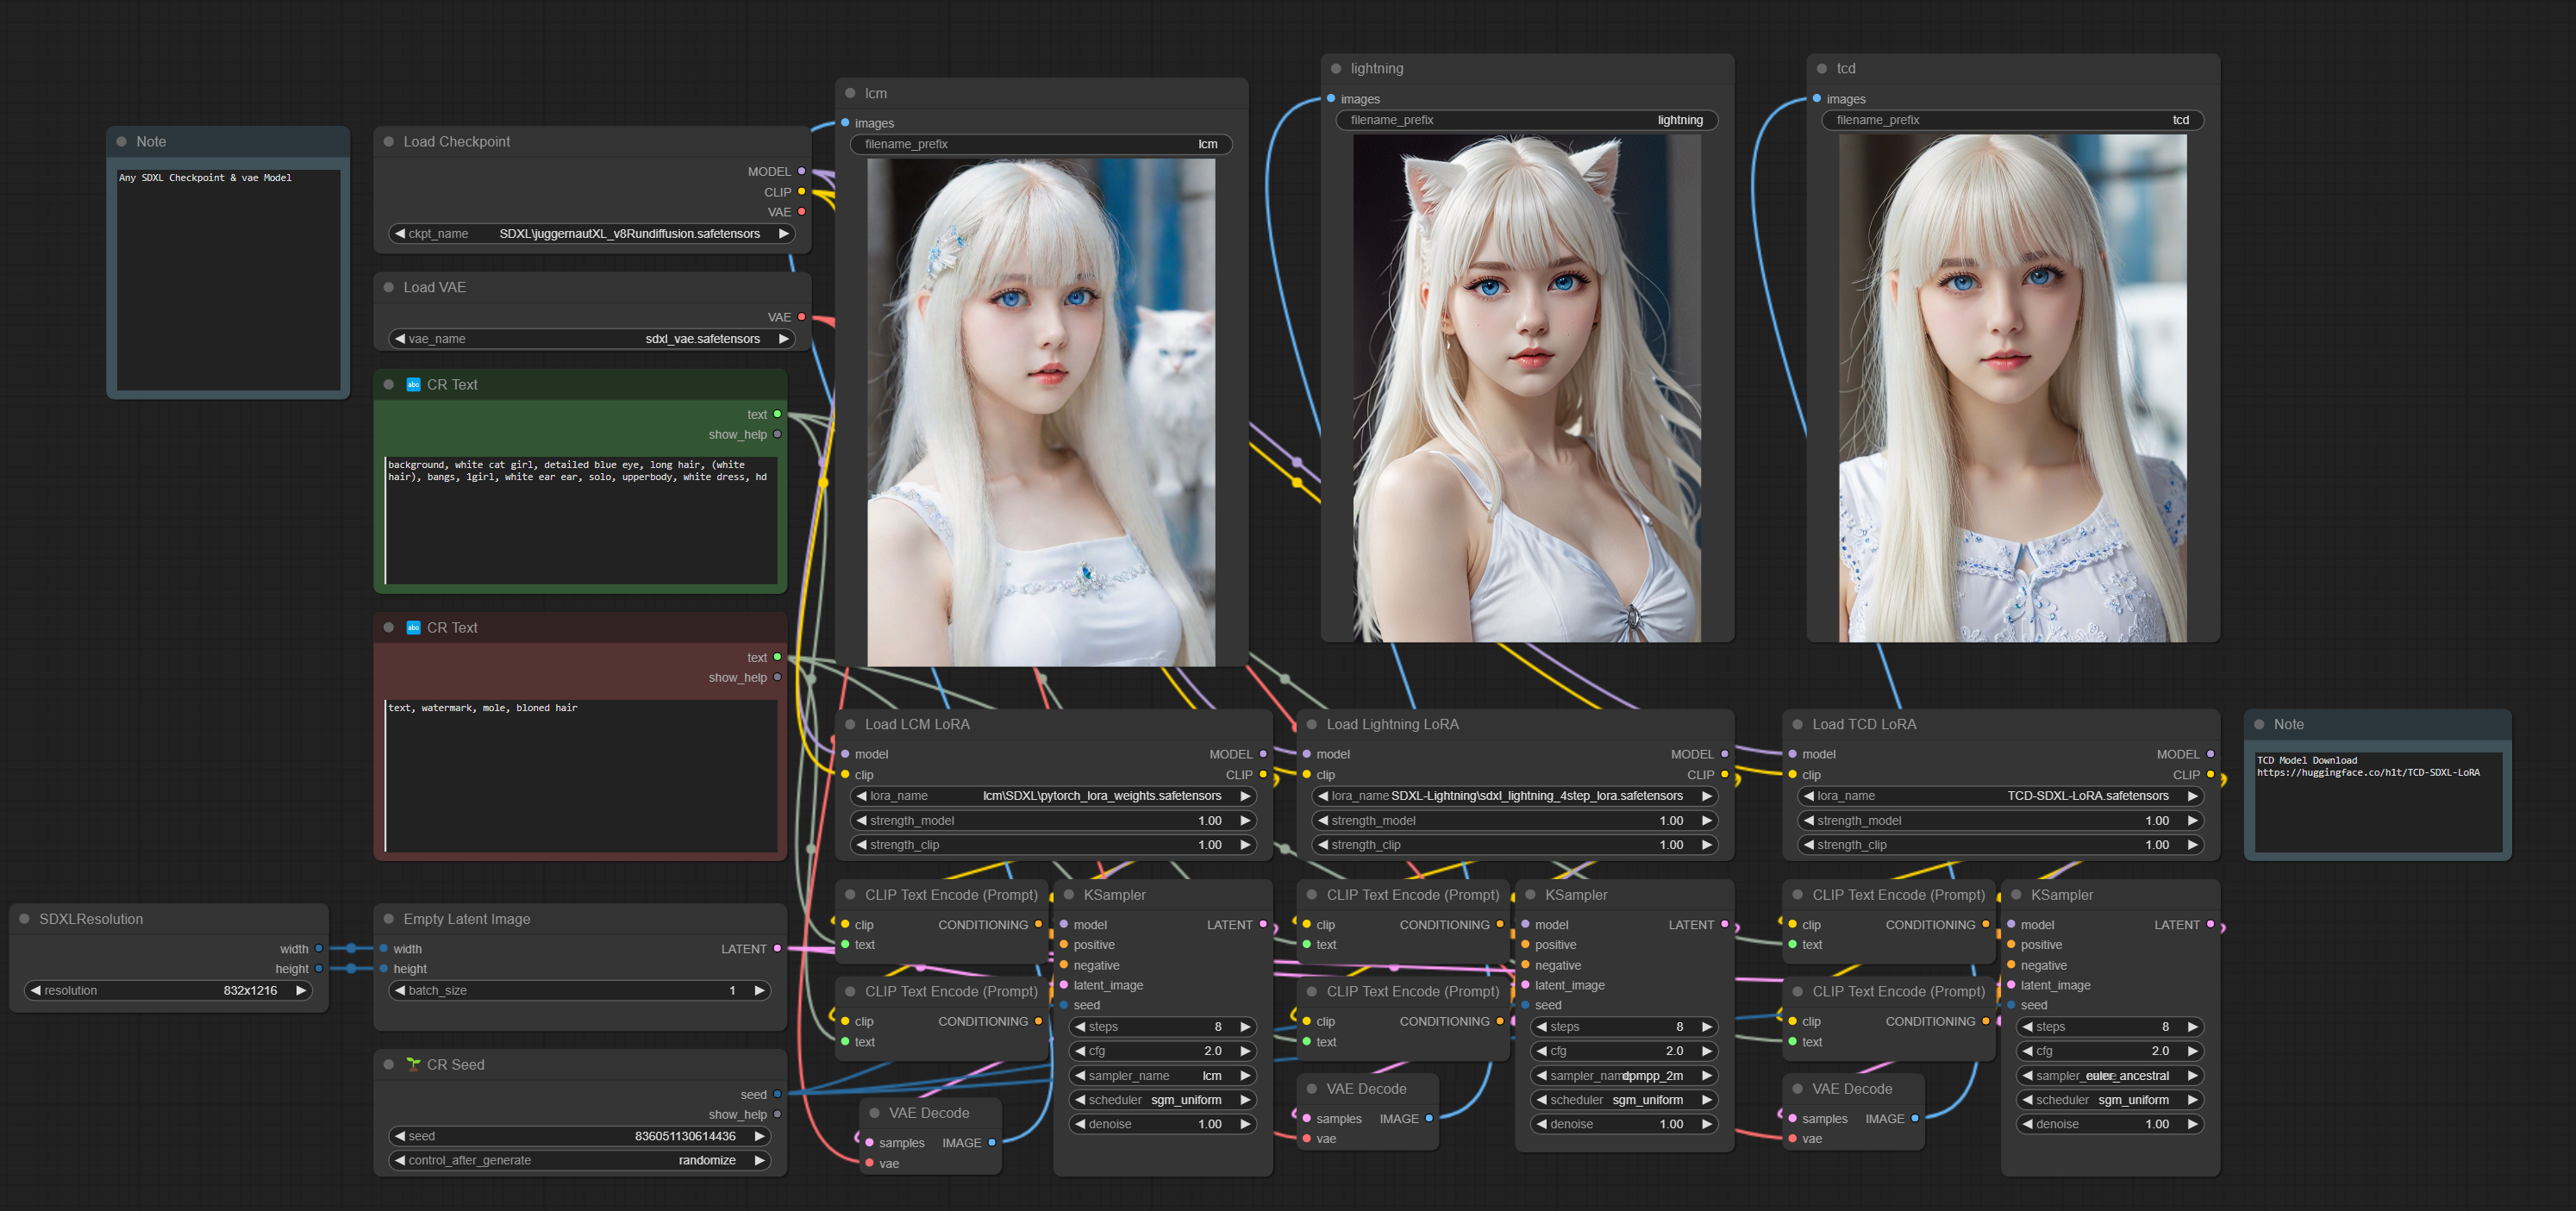 Note
Any SDXL Checkpoint & vae Model
Load Checkpoint
MODEL
CLIP
VAE
ckpt_name SDXL\juggernautXL_v8Rundiffusion.safetensors
Load VAE
VAE
vae_name sdxl_vae.safetensors
abc CR Text
text
show_help
background, white cat girl, detailed blue eye, long hair, (white
hair), bangs, 1girl, white ear ear, solo, upperbody, white dress, hd
abc CR Text
text
show_help
text, watermark, mole, bloned hair
SDXLResolution
width
height
resolution 832x1216
Empty Latent Image
width LATENT
height
batch_size 1
CR Seed
seed
show_help
seed 836051130614436
control_after_generate randomize
lcm
images
filename_prefix lcm
lightning
images
filename_prefix lightning
tcd
images
filename_prefix tcd
Load LCM LoRA
model MODEL
clip CLIP
lora_name lcm\SDXL\pytorch_lora_weights.safetensors
strength_model 1.00
strength_clip 1.00
CLIP Text Encode (Prompt)
clip CONDITIONING
text
CLIP Text Encode (Prompt)
clip CONDITIONING
text
VAE Decode
samples IMAGE
vae
KSampler
model LATENT
positive
negative
latent_image
seed
steps 8
cfg 2.0
sampler_name lcm
scheduler sgm_uniform
denoise 1.00
Load Lightning LoRA
model MODEL
clip CLIP
lora_name SDXL-Lightning\sdxl_lightning_4step_lora.safetensors
strength_model 1.00
strength_clip 1.00
CLIP Text Encode (Prompt)
clip CONDITIONING
text
CLIP Text Encode (Prompt)
clip CONDITIONING
text
VAE Decode
samples IMAGE
vae
KSampler
model LATENT
positive
negative
latent_image
seed
steps 8
cfg 2.0
sampler_name dpmpp_2m
scheduler sgm_uniform
denoise 1.00
Load TCD LoRA
model MODEL
clip CLIP
lora_name TCD-SDXL-LoRA.safetensors
strength_model 1.00
strength_clip 1.00
CLIP Text Encode (Prompt)
clip CONDITIONING
text
CLIP Text Encode (Prompt)
clip CONDITIONING
text
VAE Decode
samples IMAGE
vae
KSampler
model LATENT
positive
negative
latent_image
seed
steps 8
cfg 2.0
sampler_name euler_ancestral
scheduler sgm_uniform
denoise 1.00
Note
TCD Model Download
https://huggingface.co/h1t/TCD-SDXL-LoRA